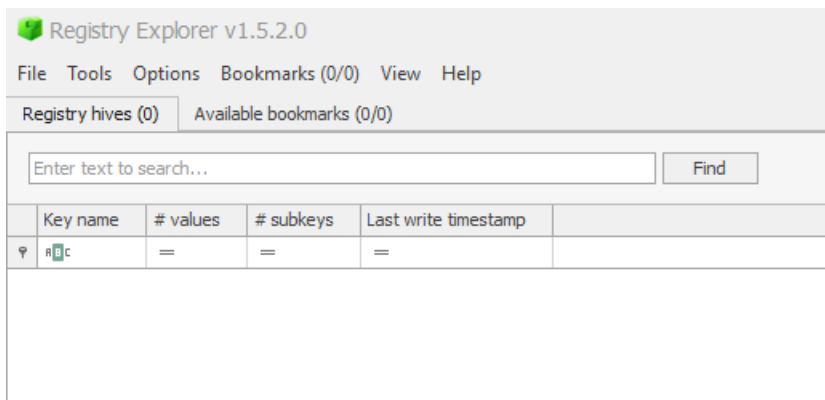 Registry Explorer v1.5.2.0
File Tools Options Bookmarks (0/0) View Help
Registry hives (0) Available bookmarks (0/0)
Enter text to search... Find
Key name # values # subkeys Last write timestamp
ABC = = =